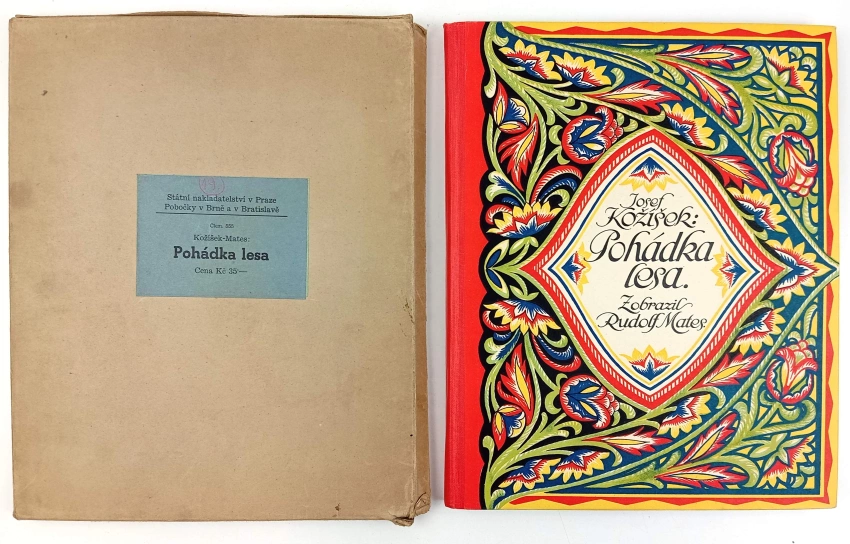 Státní nakladatelství v Praze
Pobočky v Brně a v Bratislavě
Kožíšek-Mates:
Pohádka lesa
Cena Kč 35·—
Josef
Kožíšek:
Pohádka
lesa.
Zobrazil
Rudolf Mates